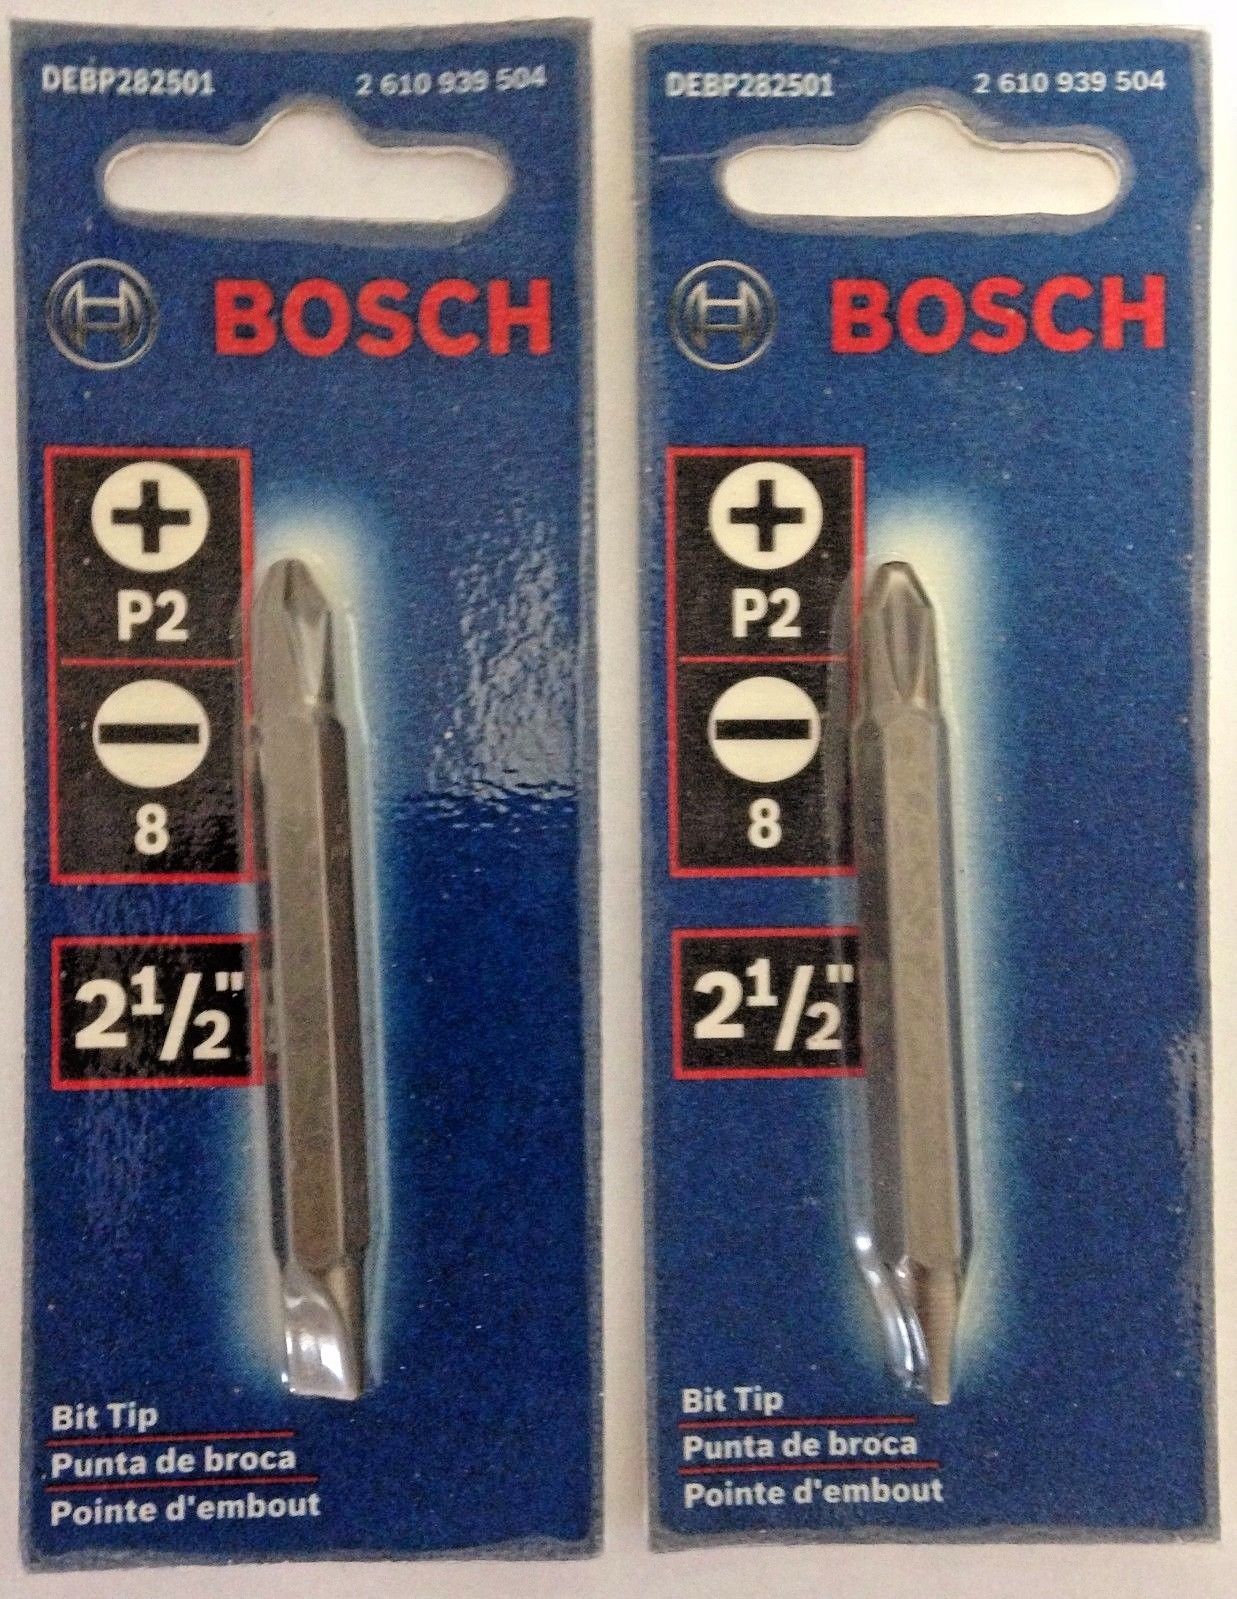 DEBP282501 2 610 939 504
BOSCH
P2
8
2 1/2"
Bit Tip
Punta de broca
Pointe d'embout
DEBP282501 2 610 939 504
BOSCH
P2
8
2 1/2"
Bit Tip
Punta de broca
Pointe d'embout